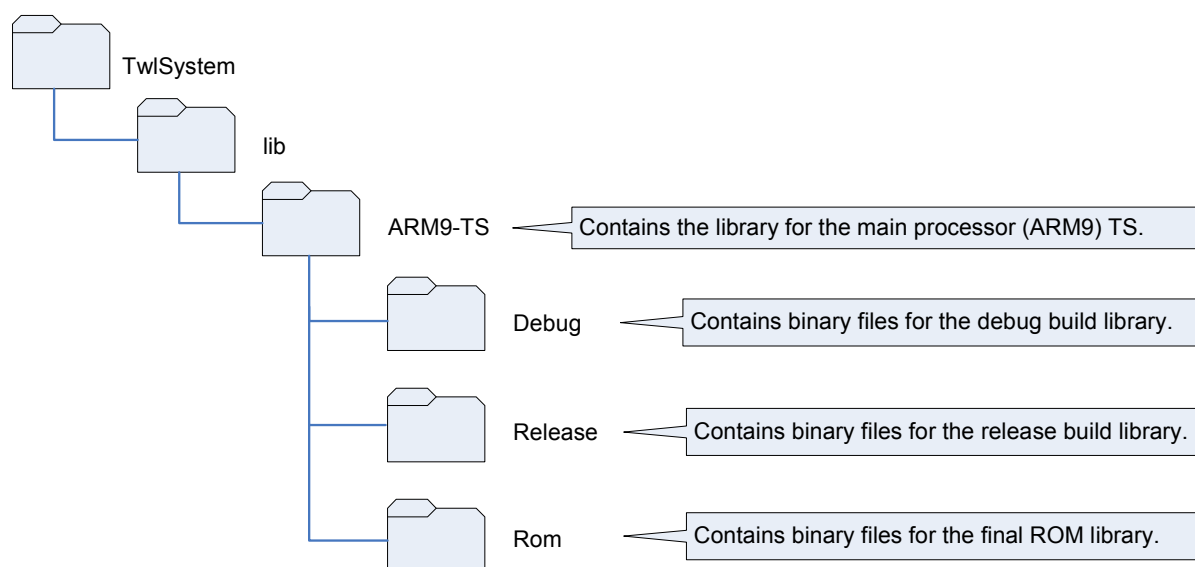 TwlSystem
lib
ARM9-TS
Contains the library for the main processor (ARM9) TS.
Debug
Contains binary files for the debug build library.
Release
Contains binary files for the release build library.
Rom
Contains binary files for the final ROM library.